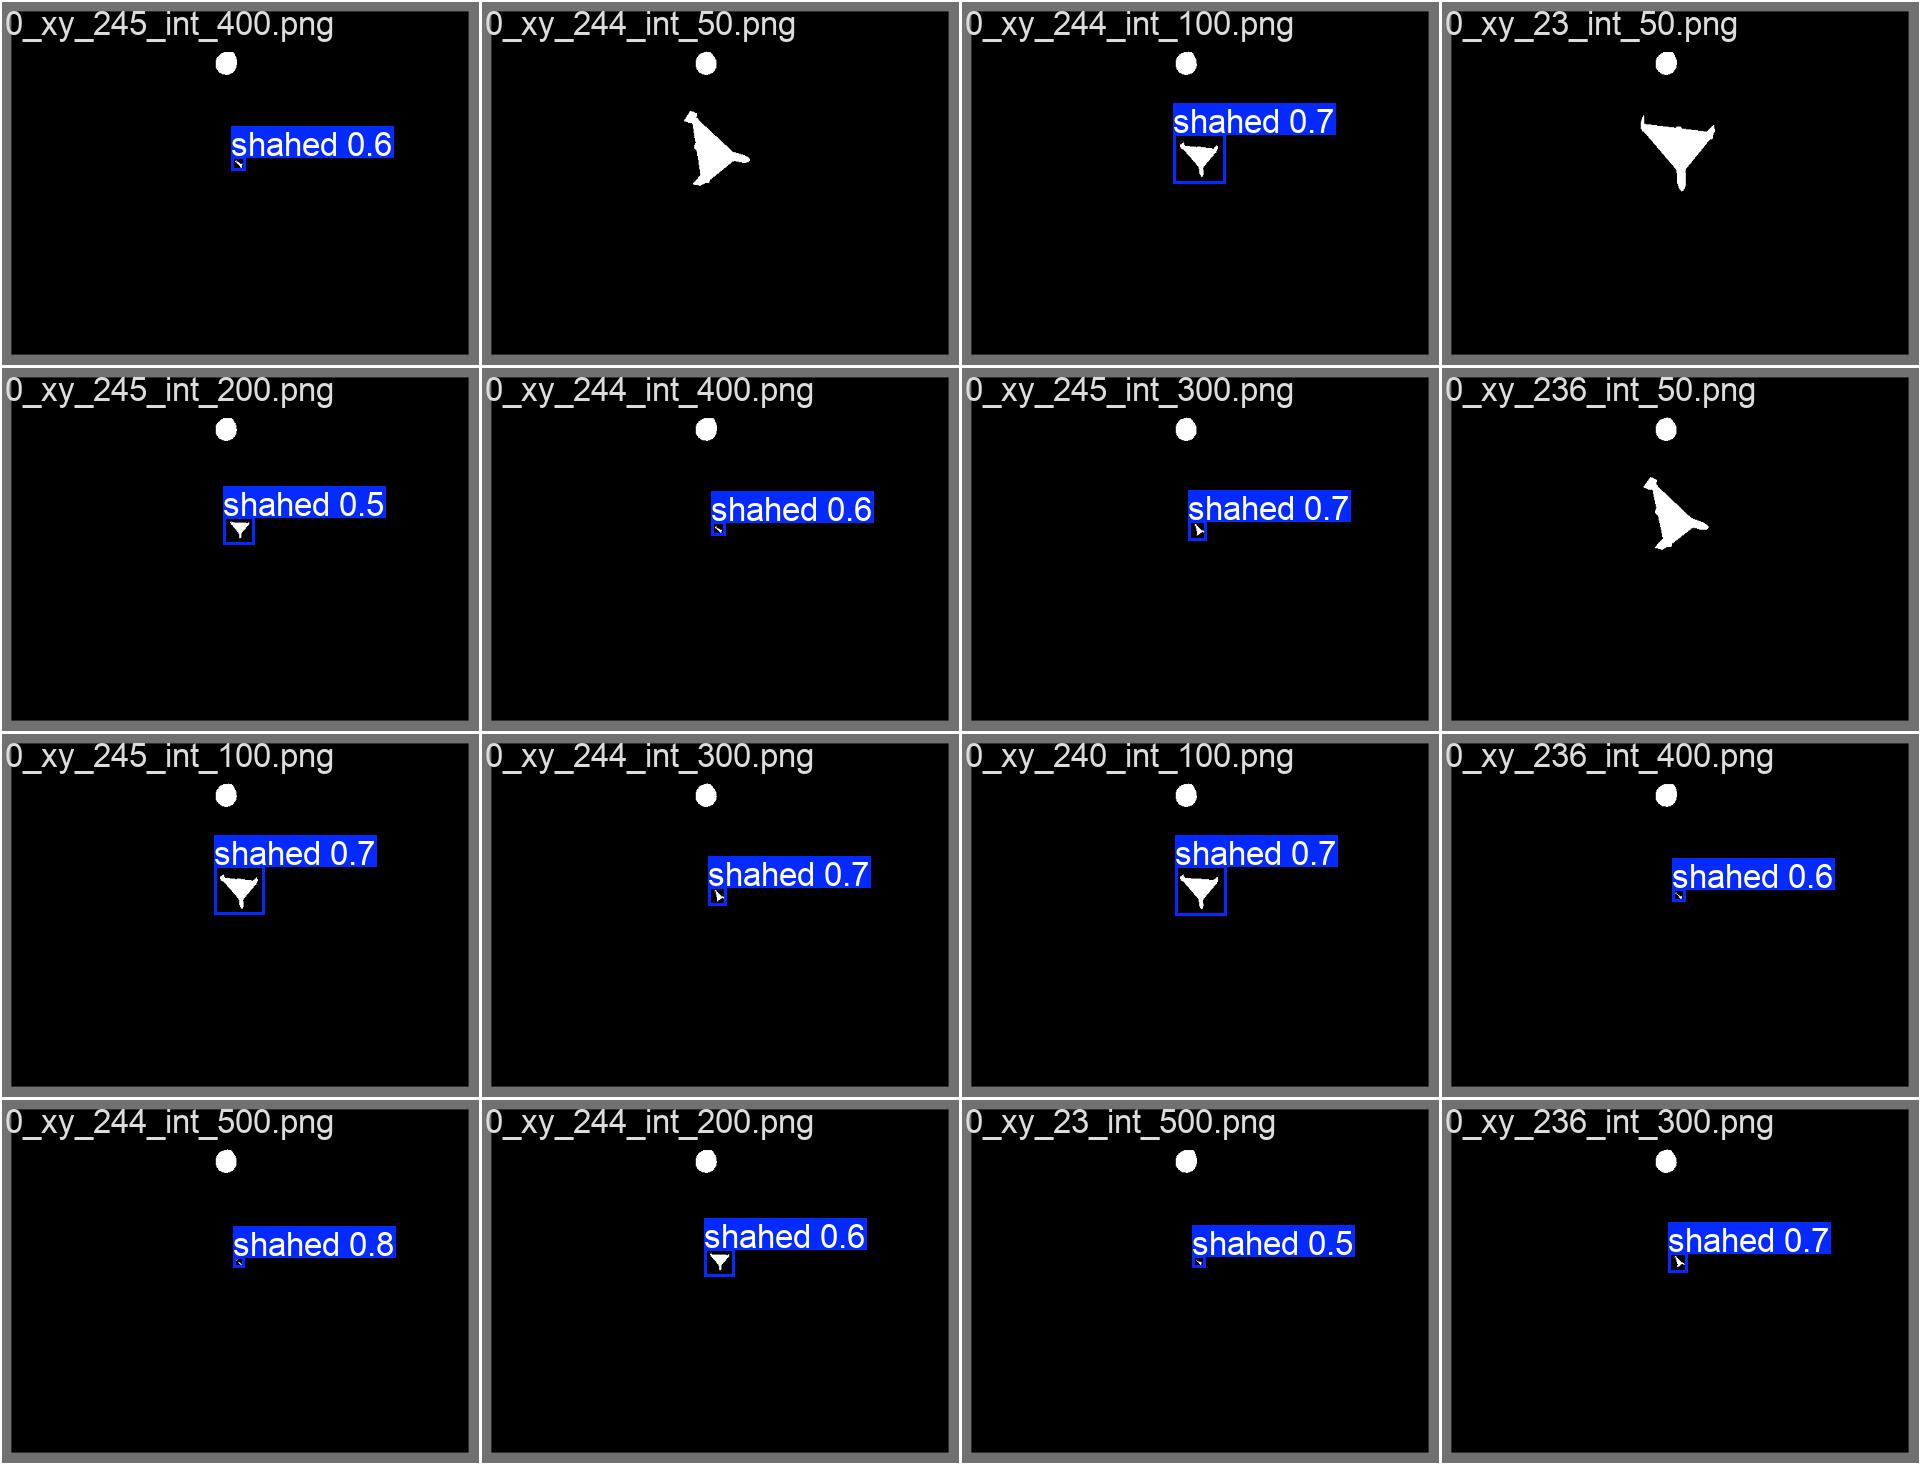 0_xy_245_int_400.png
shahed 0.6
0_xy_244_int_50.png
0_xy_244_int_100.png
shahed 0.7
0_xy_23_int_50.png
0_xy_245_int_200.png
shahed 0.5
0_xy_244_int_400.png
shahed 0.6
0_xy_245_int_300.png
shahed 0.7
0_xy_236_int_50.png
0_xy_245_int_100.png
shahed 0.7
0_xy_244_int_300.png
shahed 0.7
0_xy_240_int_100.png
shahed 0.7
0_xy_236_int_400.png
shahed 0.6
0_xy_244_int_500.png
shahed 0.8
0_xy_244_int_200.png
shahed 0.6
0_xy_23_int_500.png
shahed 0.5
0_xy_236_int_300.png
shahed 0.7